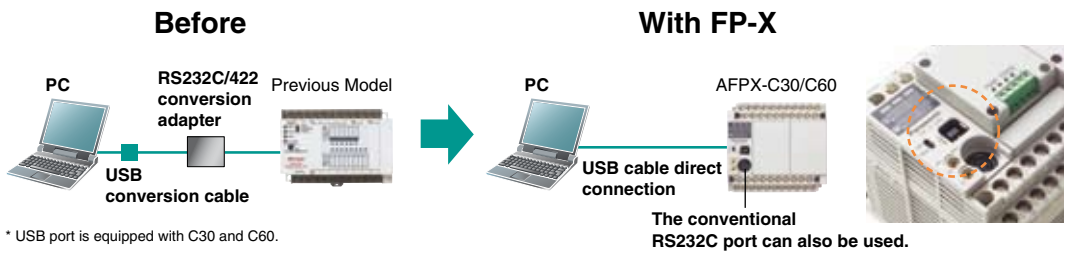 Before
With FP-X
PC
RS232C/422
conversion
adapter
Previous Model
USB
conversion cable
PC
AFPX-C30/C60
USB cable direct
connection
The conventional
RS232C port can also be used.
* USB port is equipped with C30 and C60.